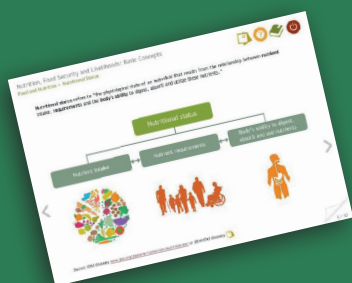 Nutrition, Food Security and Livelihoods: Basic Concepts
Food and Nutrition > Nutritional Status
Nutritional status refers to "the physiological state of an individual that results from the relationship between nutrient
intake, requirements and the body's ability to digest, absorb and use these nutrients."
Nutritional status
Nutrient intake
Nutrient requirements
Body's ability to digest,
absorb and use nutrients